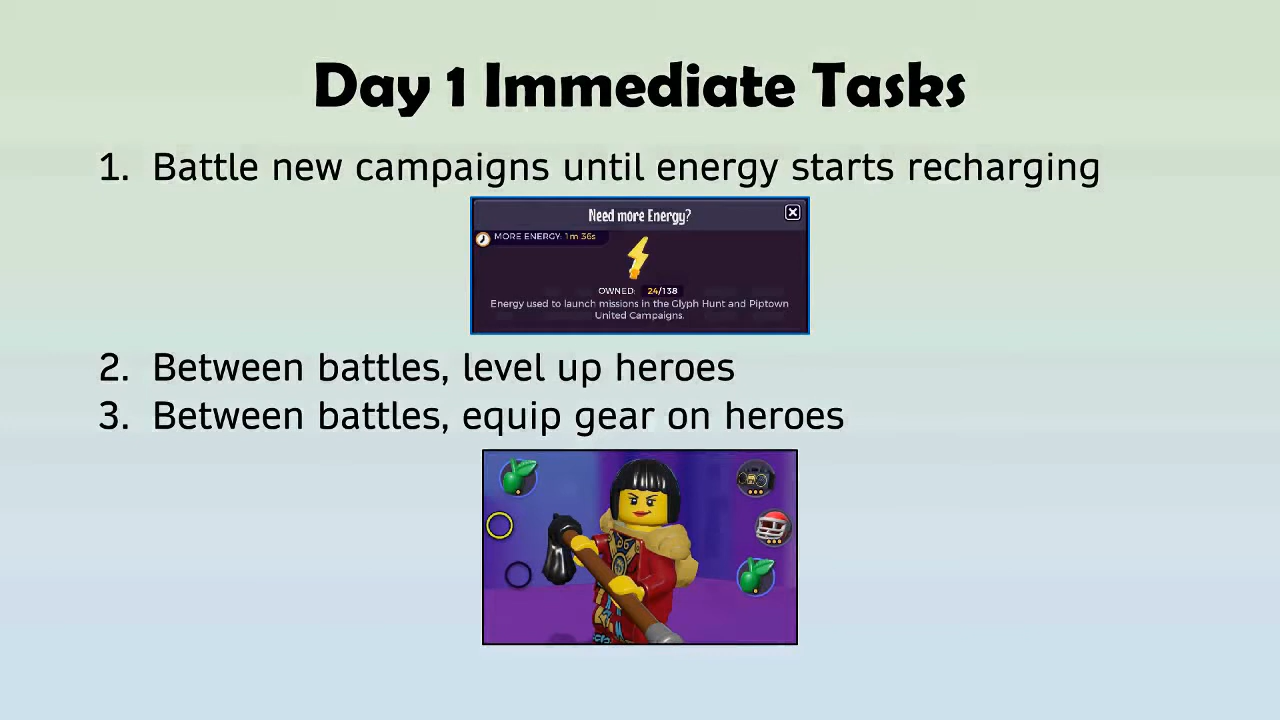 Day 1 Immediate Tasks
1. Battle new campaigns until energy starts recharging
Need more Energy?
MORE ENERGY: 1m 36s
OWNED: 24/138
Energy used to launch missions in the Glyph Hunt and Piptown
United Campaigns.
2. Between battles, level up heroes
3. Between battles, equip gear on heroes